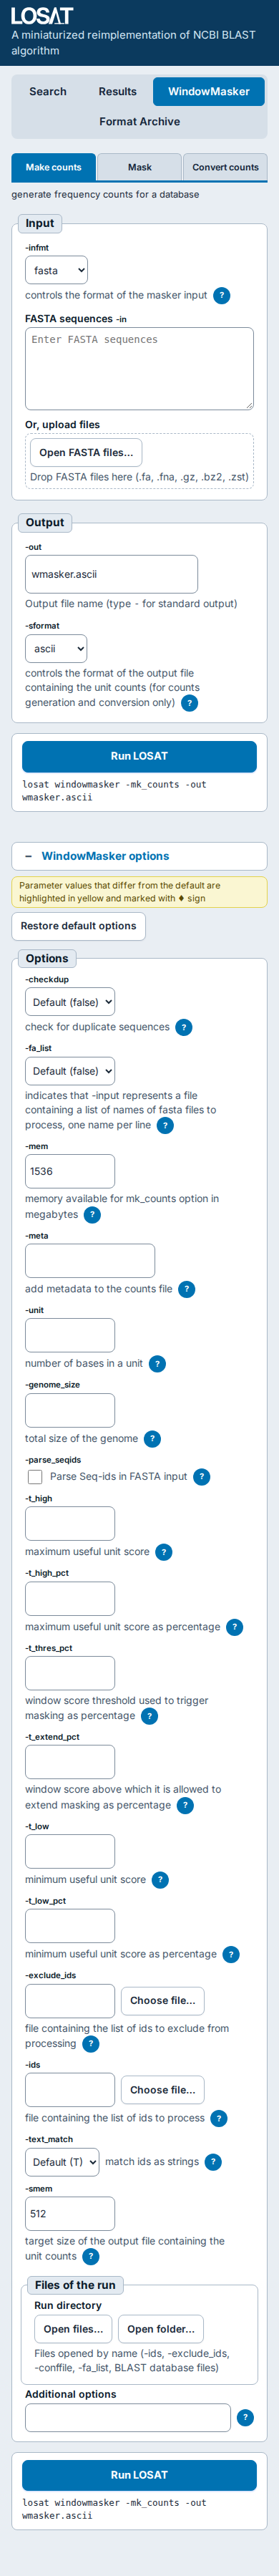 LOSAT
A miniaturized reimplementation of NCBI BLAST
algorithm
Search Results WindowMasker
Format Archive
Make counts Mask Convert counts
generate frequency counts for a database
Input
-infmt
fasta
controls the format of the masker input ?
FASTA sequences -in
Enter FASTA sequences
Or, upload files
Open FASTA files...
Drop FASTA files here (.fa, .fna, .gz, .bz2, .zst)
Output
-out
wmasker.ascii
Output file name (type - for standard output)
-sformat
ascii
controls the format of the output file
containing the unit counts (for counts
generation and conversion only) ?
Run LOSAT
losat windowmasker -mk_counts -out
wmasker.ascii
− WindowMasker options
Parameter values that differ from the default are
highlighted in yellow and marked with ♦ sign
Restore default options
Options
-checkdup
Default (false)
check for duplicate sequences ?
-fa_list
Default (false)
indicates that -input represents a file
containing a list of names of fasta files to
process, one name per line ?
-mem
1536
memory available for mk_counts option in
megabytes ?
-meta
add metadata to the counts file ?
-unit
number of bases in a unit ?
-genome_size
total size of the genome ?
-parse_seqids
Parse Seq-ids in FASTA input ?
-t_high
maximum useful unit score ?
-t_high_pct
maximum useful unit score as percentage ?
-t_thres_pct
window score threshold used to trigger
masking as percentage ?
-t_extend_pct
window score above which it is allowed to
extend masking as percentage ?
-t_low
minimum useful unit score ?
-t_low_pct
minimum useful unit score as percentage ?
-exclude_ids
Choose file...
file containing the list of ids to exclude from
processing ?
-ids
Choose file...
file containing the list of ids to process ?
-text_match
Default (T) match ids as strings ?
-smem
512
target size of the output file containing the
unit counts ?
Files of the run
Run directory
Open files... Open folder...
Files opened by name (-ids, -exclude_ids,
-conffile, -fa_list, BLAST database files)
Additional options
?
Run LOSAT
losat windowmasker -mk_counts -out
wmasker.ascii